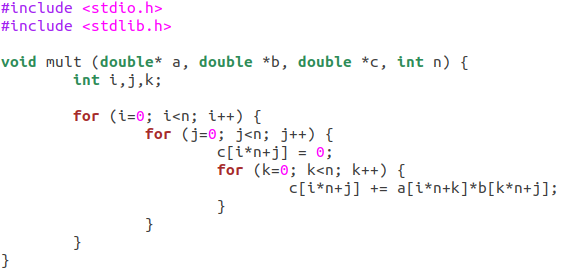 #include <stdio.h>
#include <stdlib.h>

void mult (double* a, double *b, double *c, int n) {
        int i,j,k;

        for (i=0; i<n; i++) {
                for (j=0; j<n; j++) {
                        c[i*n+j] = 0;
                        for (k=0; k<n; k++) {
                                c[i*n+j] += a[i*n+k]*b[k*n+j];
                        }
                }
        }
}